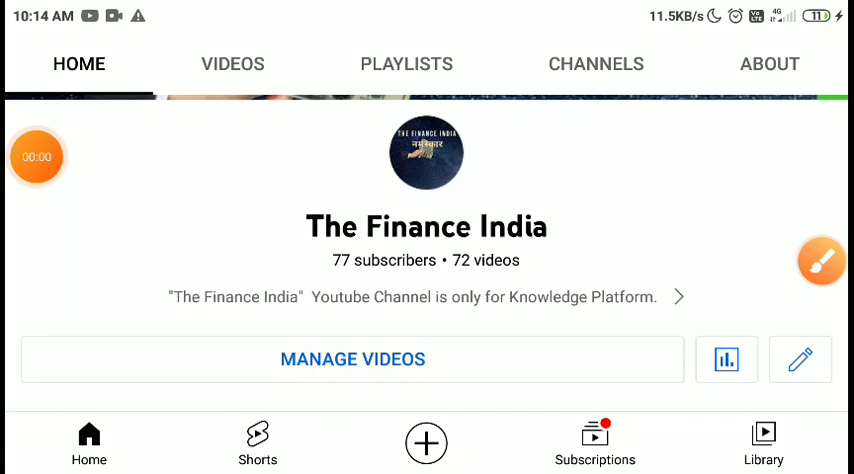 10:14 AM 11.5KB/s Vo LTE 4G 11
HOME VIDEOS PLAYLISTS CHANNELS ABOUT
00:00
THE FINANCE INDIA
नमस्कार
The Finance India
77 subscribers • 72 videos
"The Finance India" Youtube Channel is only for Knowledge Platform.
MANAGE VIDEOS
Home Shorts Subscriptions Library